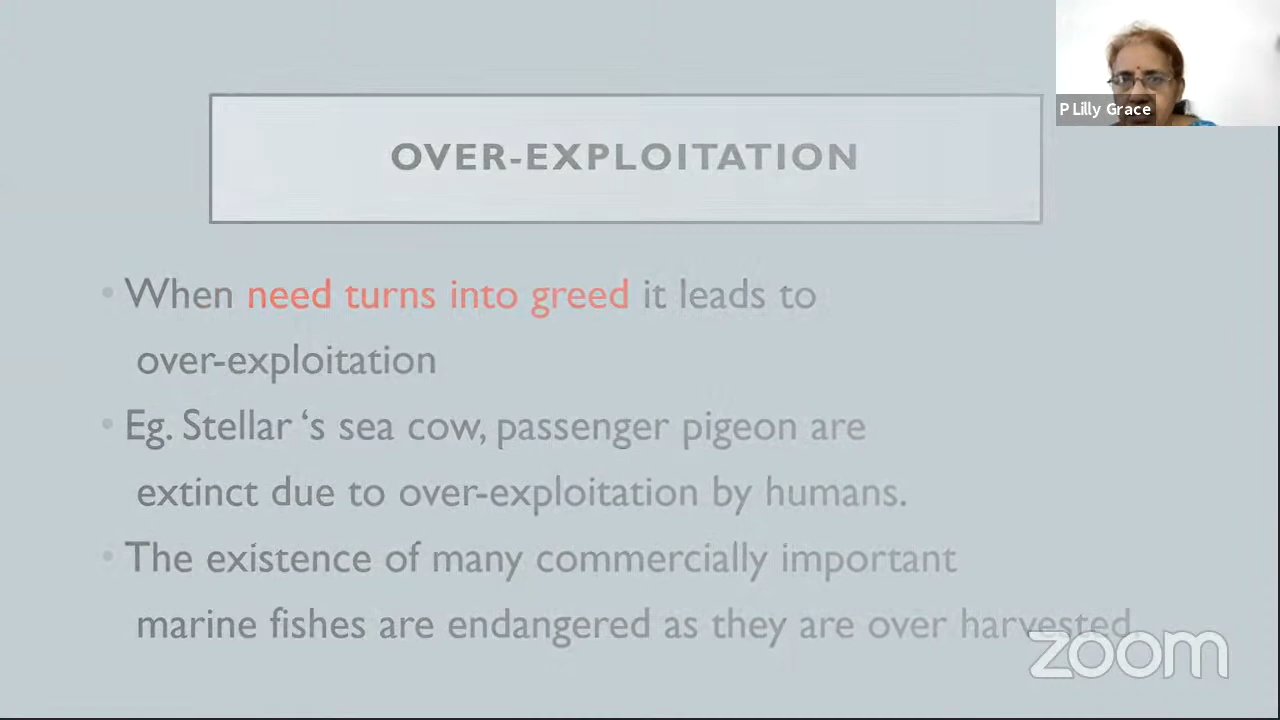 P Lilly Grace
OVER-EXPLOITATION
• When need turns into greed it leads to
over-exploitation
• Eg. Stellar ‘s sea cow, passenger pigeon are
extinct due to over-exploitation by humans.
• The existence of many commercially important
marine fishes are endangered as they are over harvested.
zoom